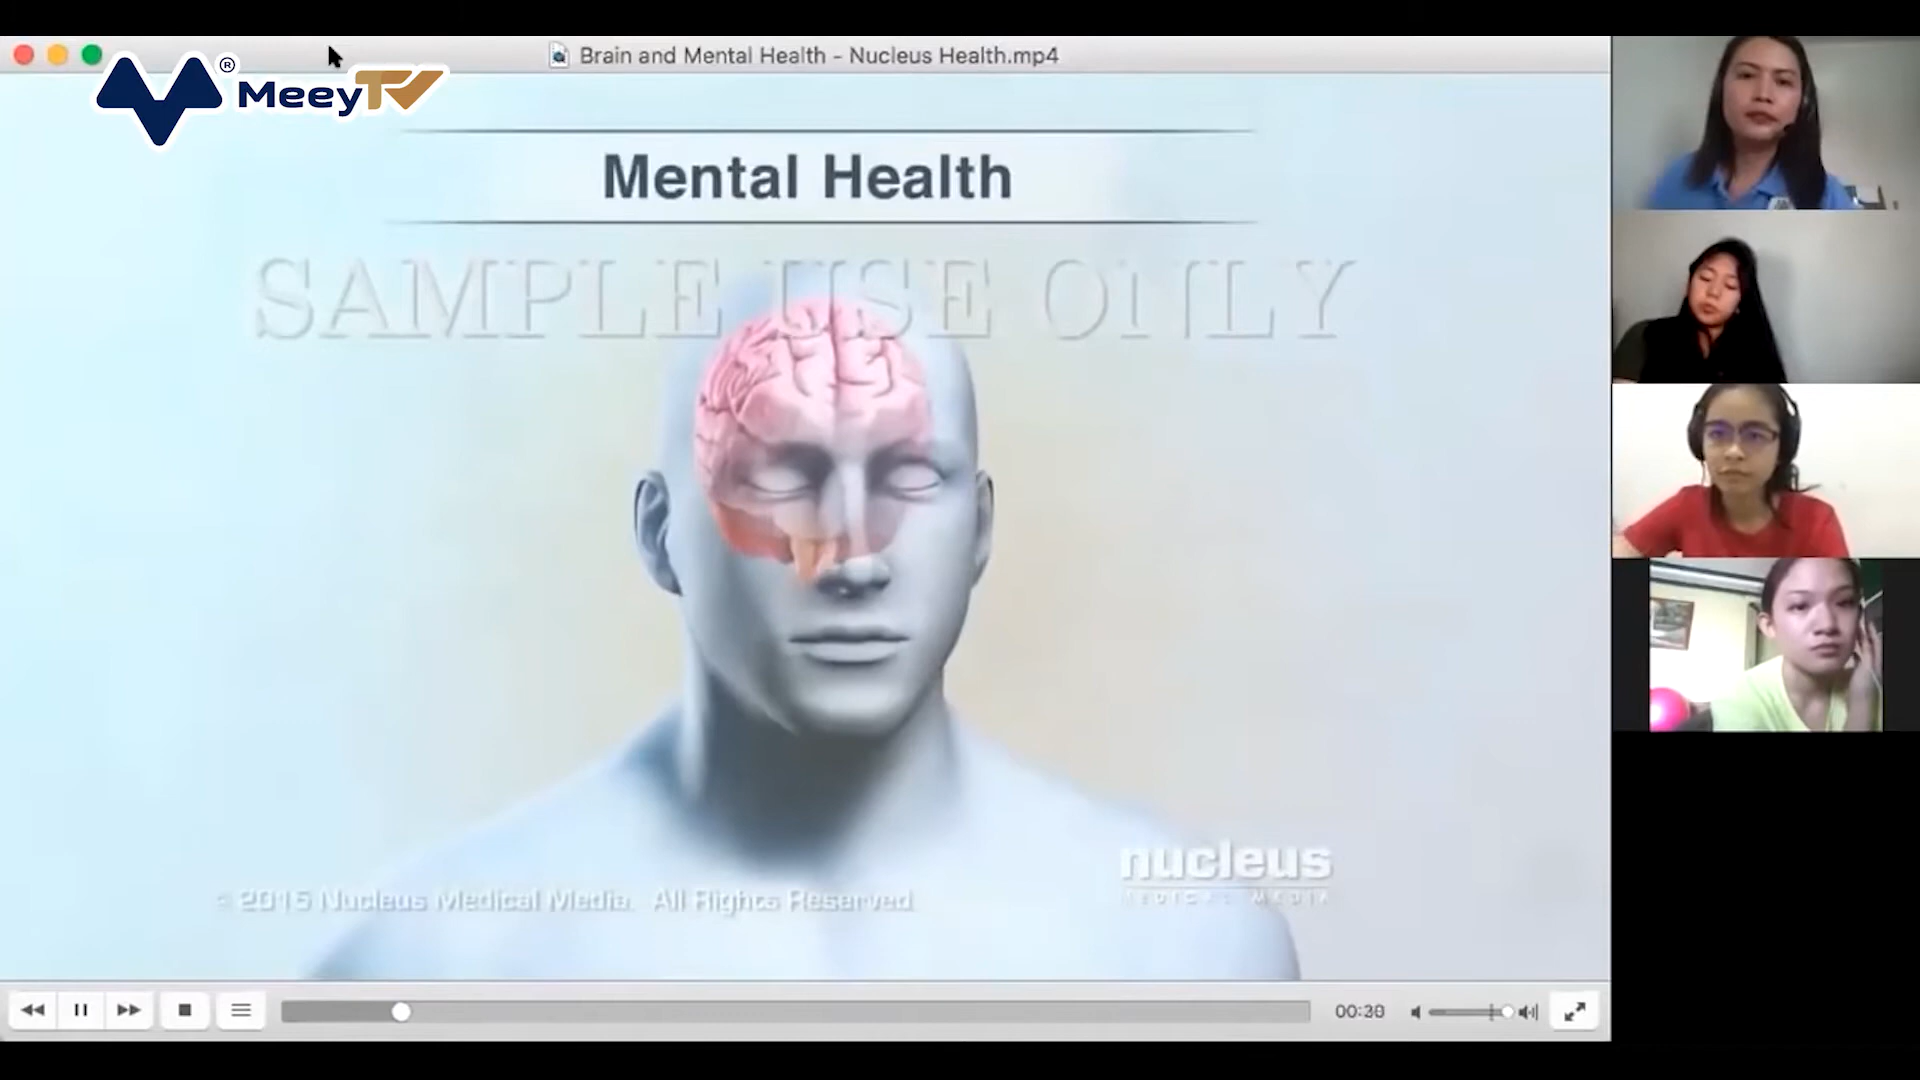 Brain and Mental Health - Nucleus Health.mp4
® MeeyTV
Mental Health
SAMPLE USE ONLY
nucleus
MEDICAL MEDIA
© 2015 Nucleus Medical Media. All Rights Reserved
00:30